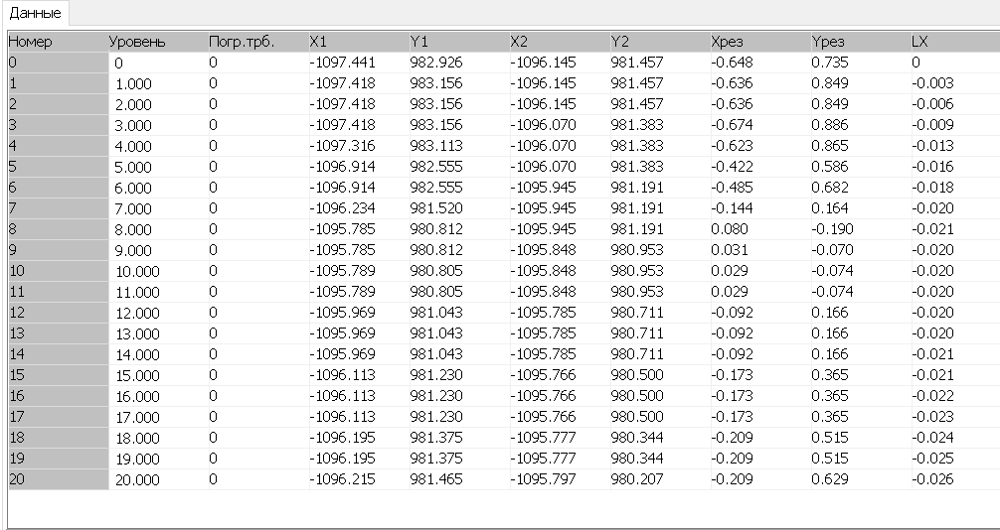 Данные
Номер Уровень Погр.трб. X1 Y1 X2 Y2 Xрез Yрез LX
0 0 0 -1097.441 982.926 -1096.145 981.457 -0.648 0.735 0
1 1.000 0 -1097.418 983.156 -1096.145 981.457 -0.636 0.849 -0.003
2 2.000 0 -1097.418 983.156 -1096.145 981.457 -0.636 0.849 -0.006
3 3.000 0 -1097.418 983.156 -1096.070 981.383 -0.674 0.886 -0.009
4 4.000 0 -1097.316 983.113 -1096.070 981.383 -0.623 0.865 -0.013
5 5.000 0 -1096.914 982.555 -1096.070 981.383 -0.422 0.586 -0.016
6 6.000 0 -1096.914 982.555 -1095.945 981.191 -0.485 0.682 -0.018
7 7.000 0 -1096.234 981.520 -1095.945 981.191 -0.144 0.164 -0.020
8 8.000 0 -1095.785 980.812 -1095.945 981.191 0.080 -0.190 -0.021
9 9.000 0 -1095.785 980.812 -1095.848 980.953 0.031 -0.070 -0.020
10 10.000 0 -1095.789 980.805 -1095.848 980.953 0.029 -0.074 -0.020
11 11.000 0 -1095.789 980.805 -1095.848 980.953 0.029 -0.074 -0.020
12 12.000 0 -1095.969 981.043 -1095.785 980.711 -0.092 0.166 -0.020
13 13.000 0 -1095.969 981.043 -1095.785 980.711 -0.092 0.166 -0.020
14 14.000 0 -1095.969 981.043 -1095.785 980.711 -0.092 0.166 -0.021
15 15.000 0 -1096.113 981.230 -1095.766 980.500 -0.173 0.365 -0.021
16 16.000 0 -1096.113 981.230 -1095.766 980.500 -0.173 0.365 -0.022
17 17.000 0 -1096.113 981.230 -1095.766 980.500 -0.173 0.365 -0.023
18 18.000 0 -1096.195 981.375 -1095.777 980.344 -0.209 0.515 -0.024
19 19.000 0 -1096.195 981.375 -1095.777 980.344 -0.209 0.515 -0.025
20 20.000 0 -1096.215 981.465 -1095.797 980.207 -0.209 0.629 -0.026